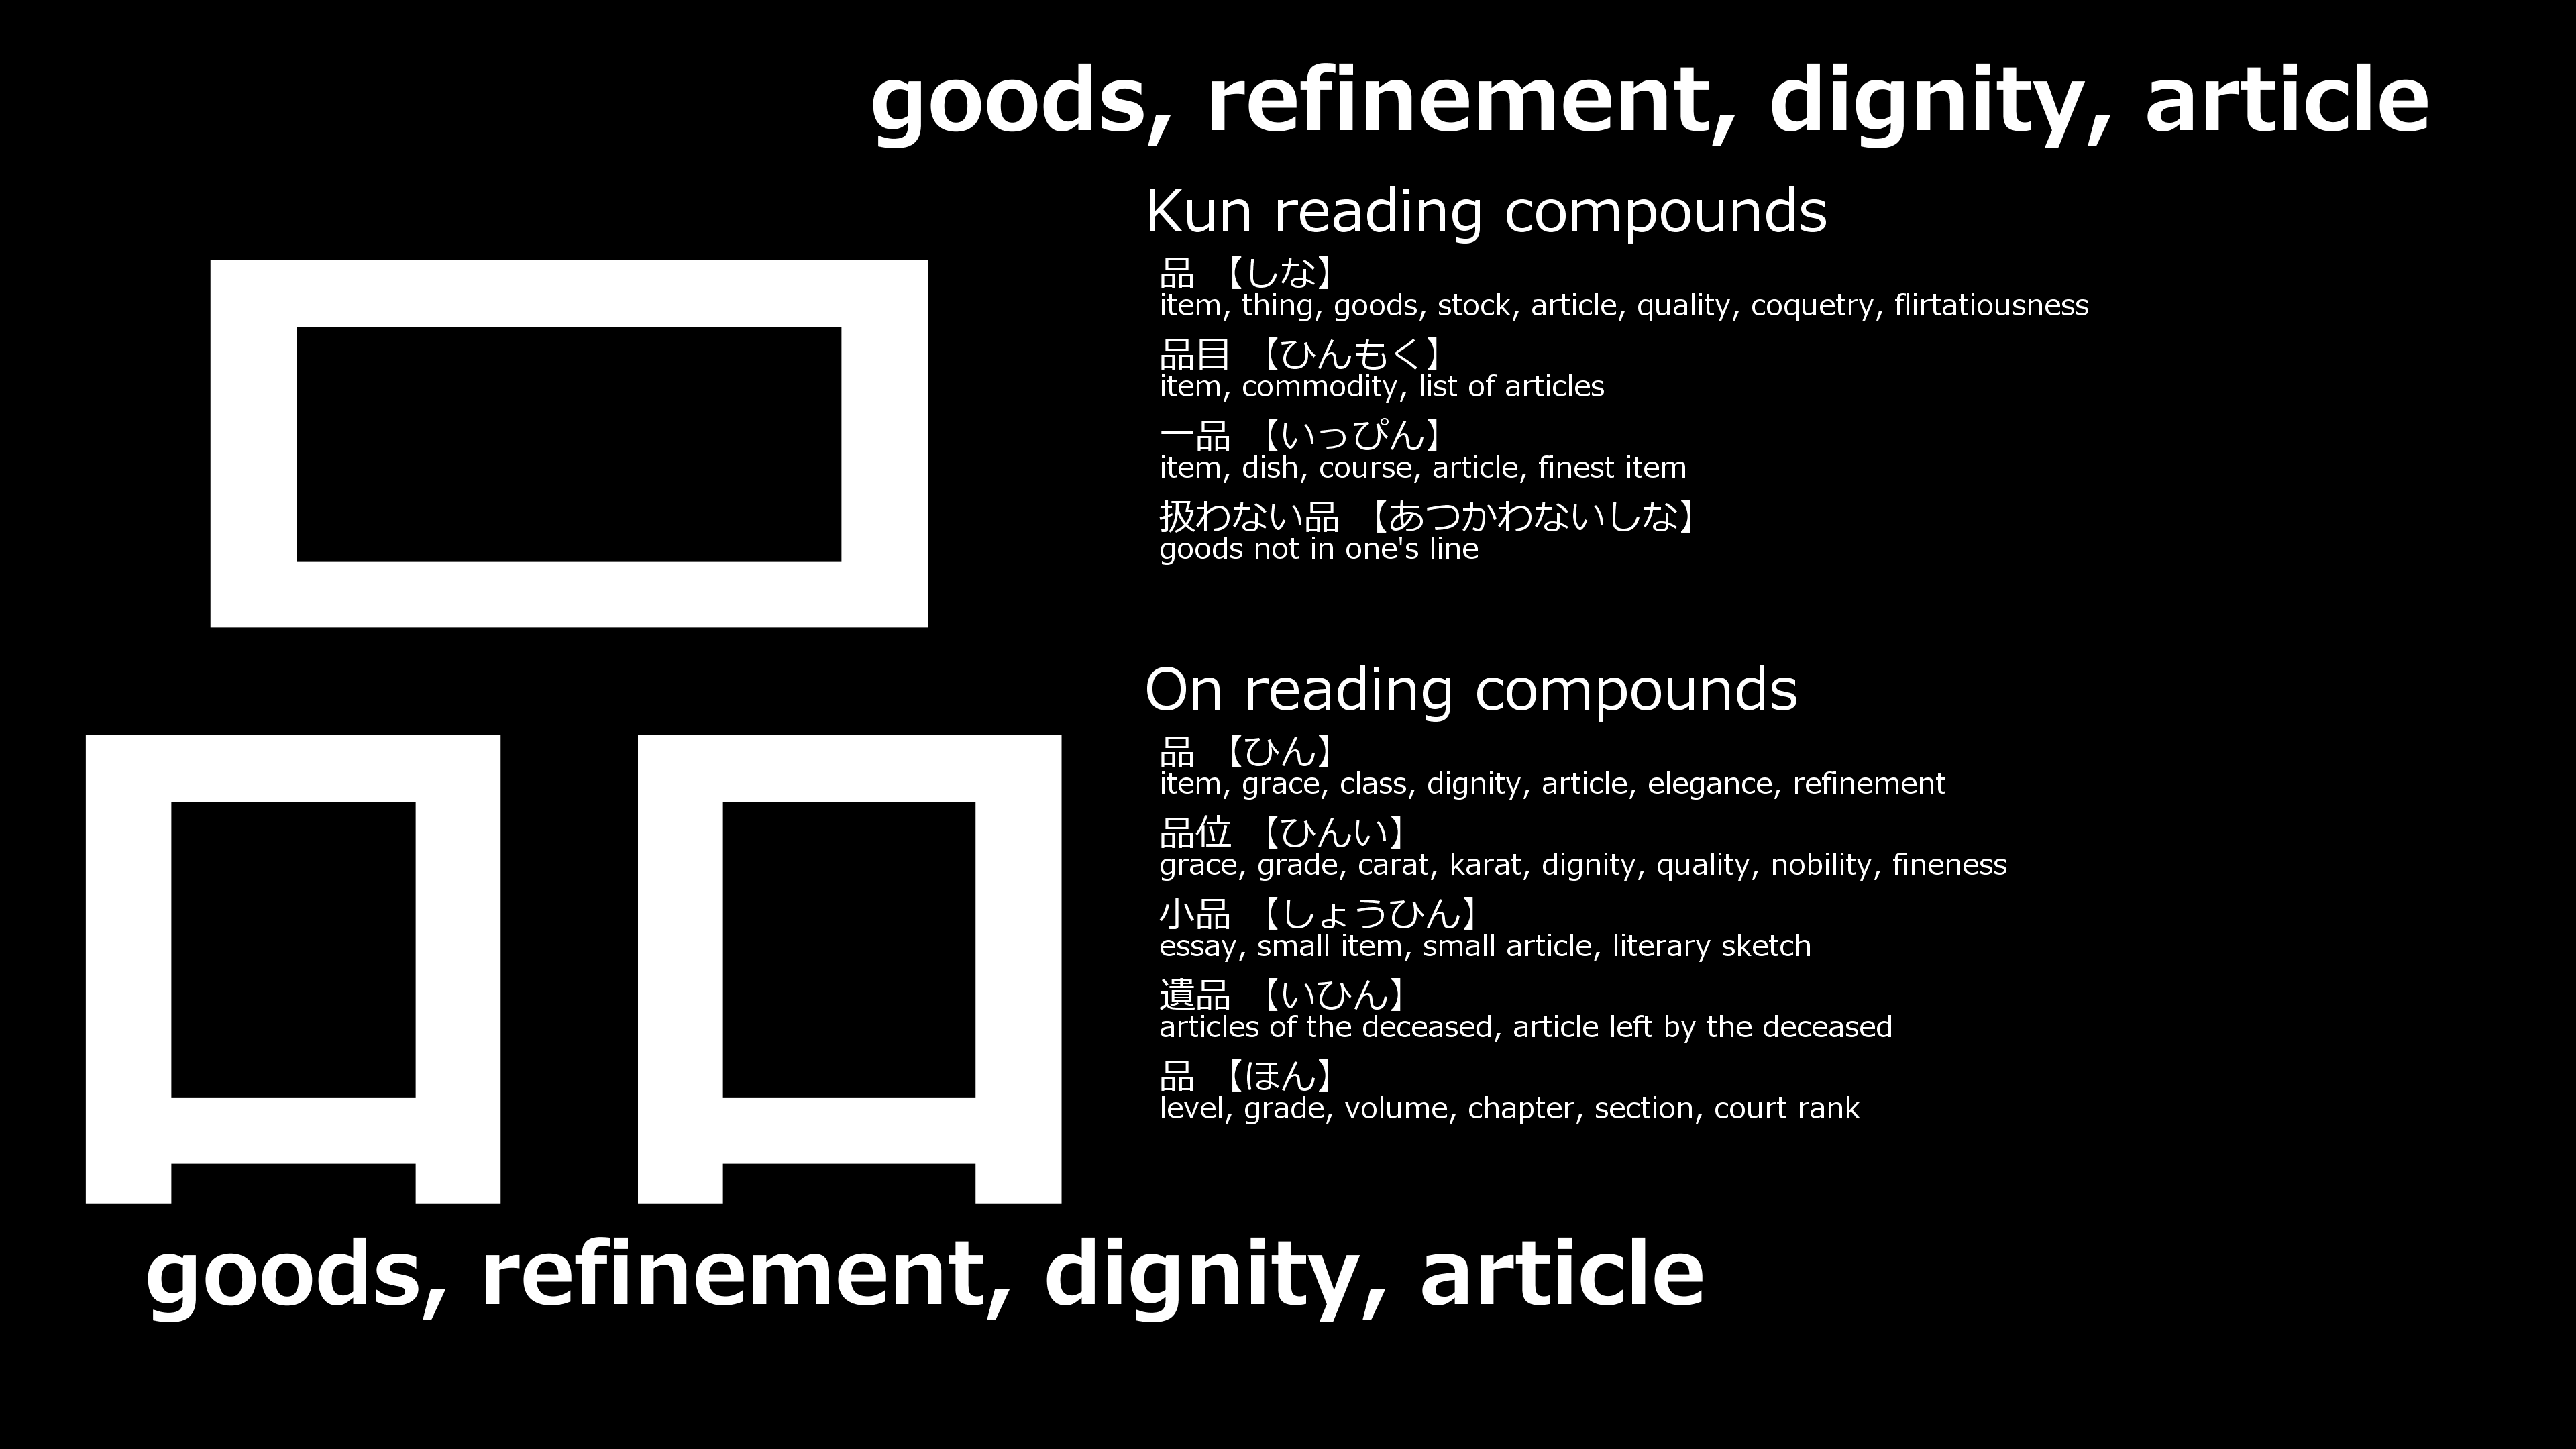 goods, refinement, dignity, article
品
Kun reading compounds
品 【しな】
item, thing, goods, stock, article, quality, coquetry, flirtatiousness
品目 【ひんもく】
item, commodity, list of articles
一品 【いっぴん】
item, dish, course, article, finest item
扱わない品 【あつかわないしな】
goods not in one's line
On reading compounds
品 【ひん】
item, grace, class, dignity, article, elegance, refinement
品位 【ひんい】
grace, grade, carat, karat, dignity, quality, nobility, fineness
小品 【しょうひん】
essay, small item, small article, literary sketch
遺品 【いひん】
articles of the deceased, article left by the deceased
品 【ほん】
level, grade, volume, chapter, section, court rank
goods, refinement, dignity, article